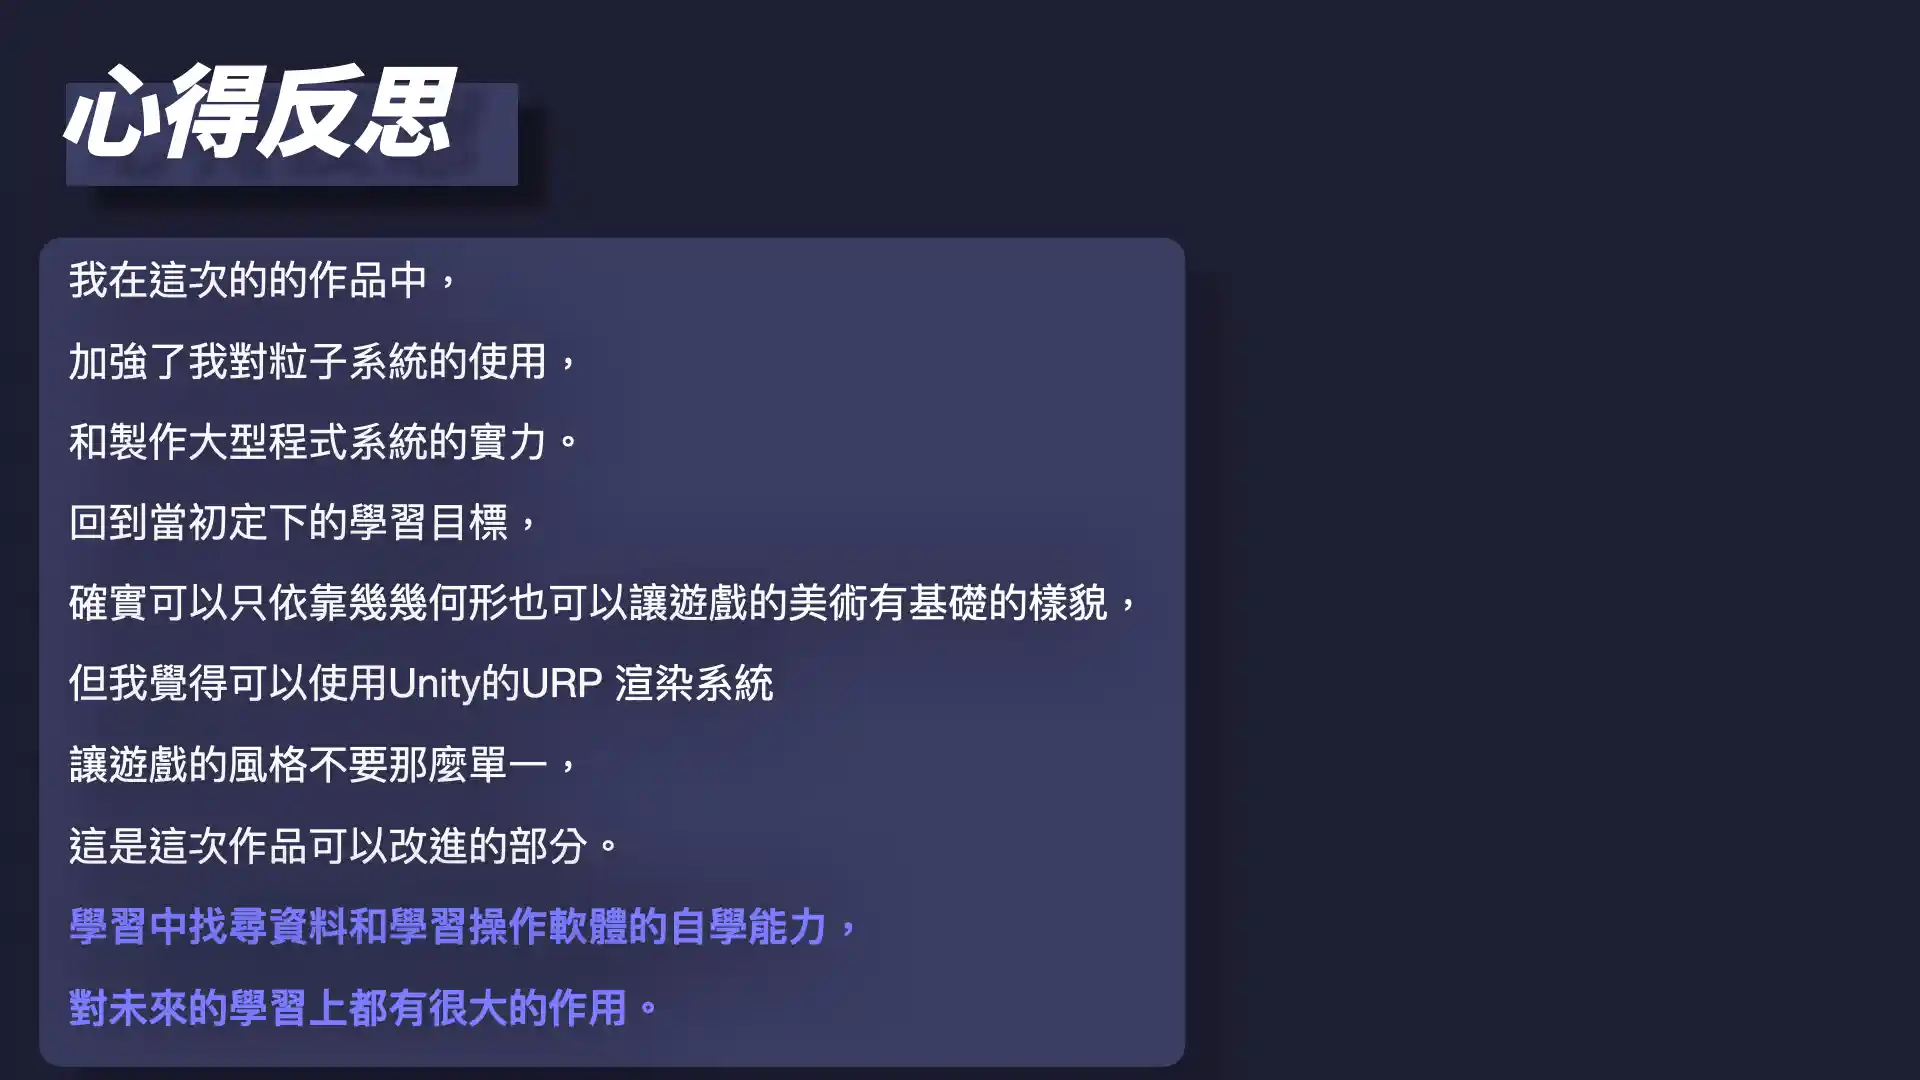 心得反思
我在這次的的作品中，
加強了我對粒子系統的使用，
和製作大型程式系統的實力。
回到當初定下的學習目標，
確實可以只依靠幾幾何形也可以讓遊戲的美術有基礎的樣貌，
但我覺得可以使用Unity的URP 渲染系統
讓遊戲的風格不要那麼單一，
這是這次作品可以改進的部分。
學習中找尋資料和學習操作軟體的自學能力，
對未來的學習上都有很大的作用。